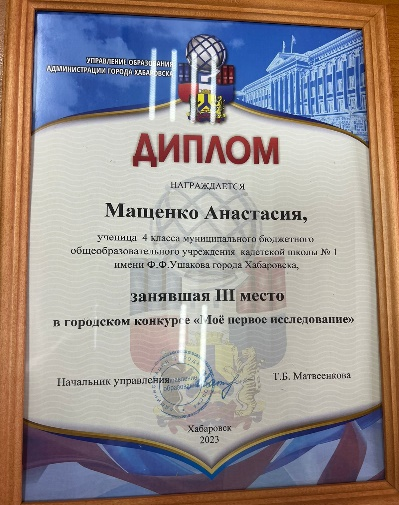 УПРАВЛЕНИЕ ОБРАЗОВАНИЯ
АДМИНИСТРАЦИИ ГОРОДА ХАБАРОВСКА
ДИПЛОМ
НАГРАЖДАЕТСЯ
Мащенко Анастасия,
ученица 4 класса муниципального бюджетного
общеобразовательного учреждения кадетской школы № 1
имени Ф.Ф.Ушакова города Хабаровска,
занявшая III место
в городском конкурсе «Моё первое исследование»
Начальник управления Т.Б. Матвеенкова
Хабаровск
2023